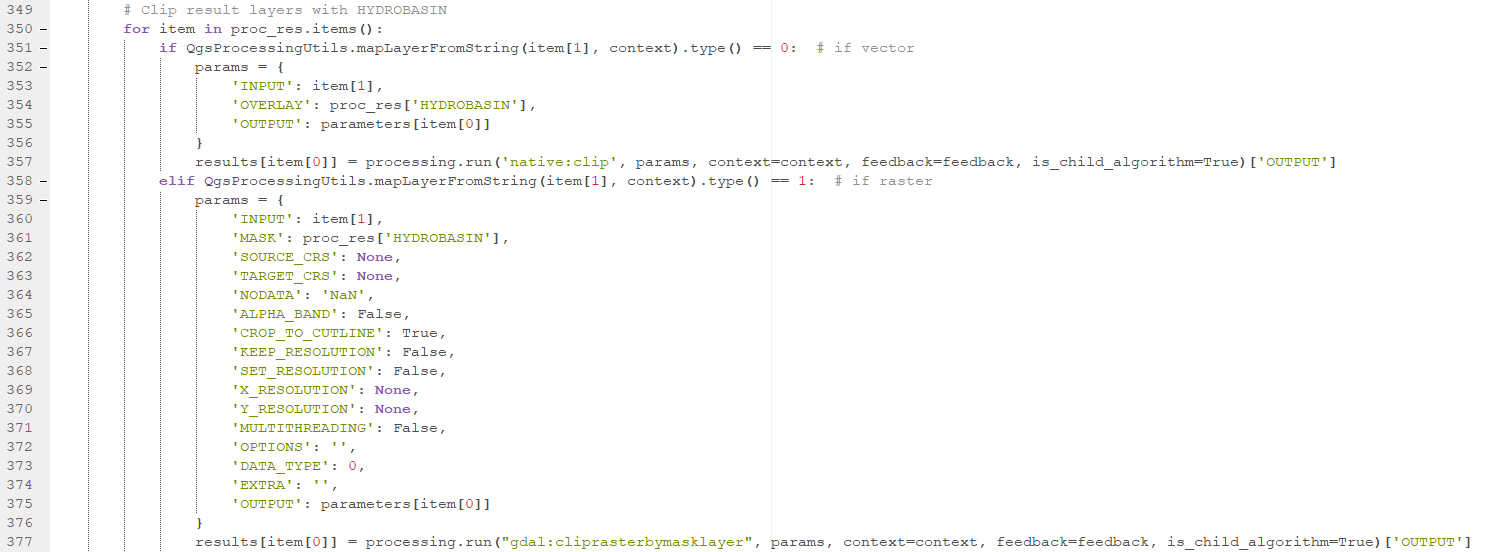 349 # Clip result layers with HYDROBASIN
350 for item in proc_res.items():
351 if QgsProcessingUtils.mapLayerFromString(item[1], context).type() == 0:  # if vector
352 params = {
353 'INPUT': item[1],
354 'OVERLAY': proc_res['HYDROBASIN'],
355 'OUTPUT': parameters[item[0]]
356 }
357 results[item[0]] = processing.run('native:clip', params, context=context, feedback=feedback, is_child_algorithm=True)['OUTPUT']
358 elif QgsProcessingUtils.mapLayerFromString(item[1], context).type() == 1:  # if raster
359 params = {
360 'INPUT': item[1],
361 'MASK': proc_res['HYDROBASIN'],
362 'SOURCE_CRS': None,
363 'TARGET_CRS': None,
364 'NODATA': 'NaN',
365 'ALPHA_BAND': False,
366 'CROP_TO_CUTLINE': True,
367 'KEEP_RESOLUTION': False,
368 'SET_RESOLUTION': False,
369 'X_RESOLUTION': None,
370 'Y_RESOLUTION': None,
371 'MULTITHREADING': False,
372 'OPTIONS': '',
373 'DATA_TYPE': 0,
374 'EXTRA': '',
375 'OUTPUT': parameters[item[0]]
376 }
377 results[item[0]] = processing.run("gdal:cliprasterbymasklayer", params, context=context, feedback=feedback, is_child_algorithm=True)['OUTPUT']